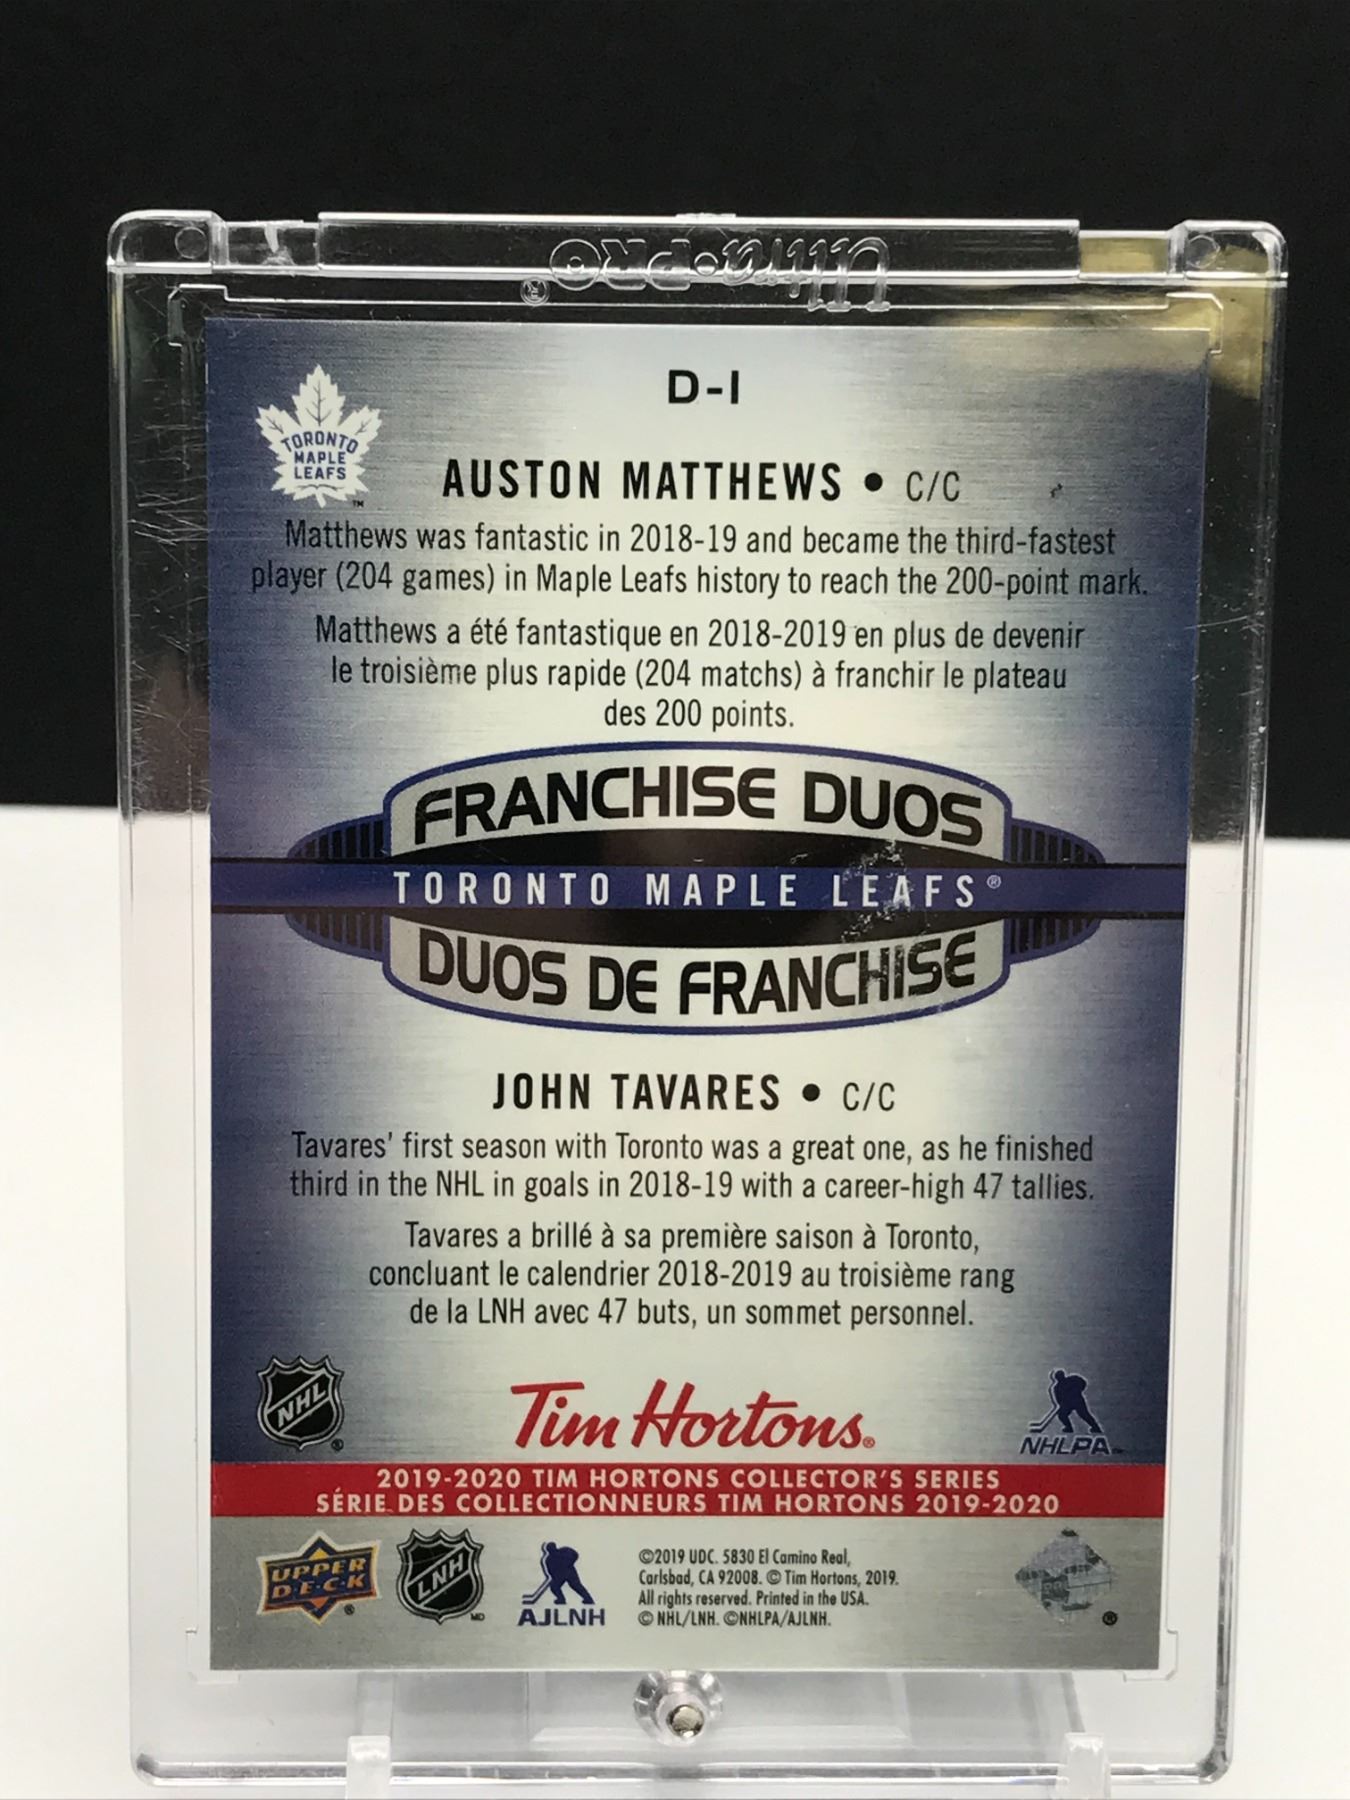 Ultra·PRO®
D-1
TORONTO
MAPLE
LEAFS™
AUSTON MATTHEWS • C/C
Matthews was fantastic in 2018-19 and became the third-fastest
player (204 games) in Maple Leafs history to reach the 200-point mark.
Matthews a été fantastique en 2018-2019 en plus de devenir
le troisième plus rapide (204 matchs) à franchir le plateau
des 200 points.
FRANCHISE DUOS
TORONTO MAPLE LEAFS®
DUOS DE FRANCHISE
JOHN TAVARES • C/C
Tavares' first season with Toronto was a great one, as he finished
third in the NHL in goals in 2018-19 with a career-high 47 tallies.
Tavares a brillé à sa première saison à Toronto,
concluant le calendrier 2018-2019 au troisième rang
de la LNH avec 47 buts, un sommet personnel.
NHL®
Tim Hortons®
NHLPA™
2019-2020 TIM HORTONS COLLECTOR'S SERIES
SÉRIE DES COLLECTIONNEURS TIM HORTONS 2019-2020
UPPER
D·E·C·K®
LNH MD
AJLNH
©2019 UDC. 5830 El Camino Real,
Carlsbad, CA 92008. © Tim Hortons, 2019.
All rights reserved. Printed in the USA.
© NHL/LNH. ©NHLPA/AJLNH.
®